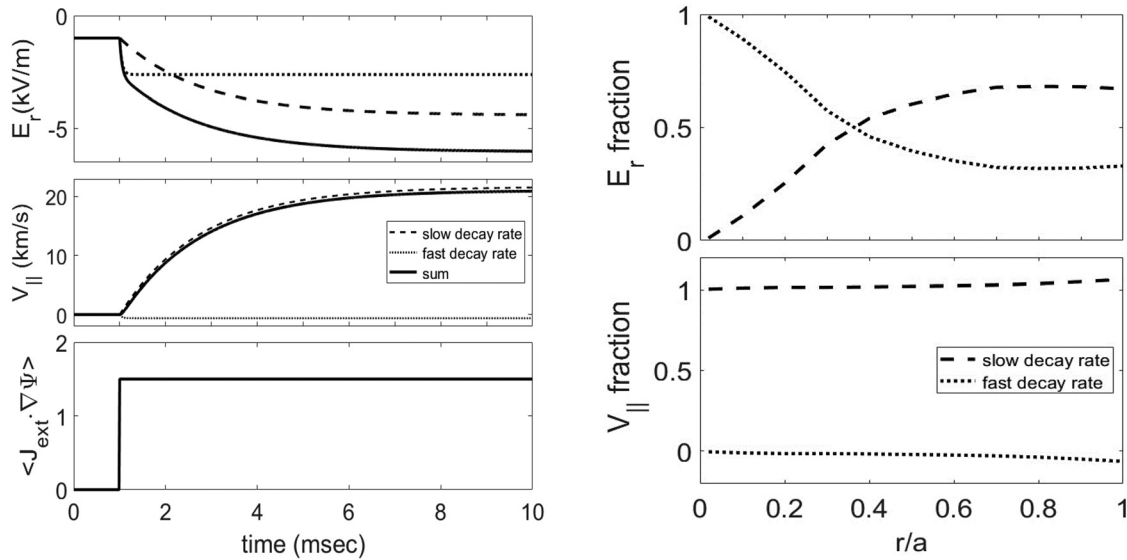 0
-5
E_r(kV/m)
20
10
0
V_|| (km/s)
slow decay rate
fast decay rate
sum
2
1
0
<J_ext·∇Ψ>
0 2 4 6 8 10
time (msec)
1
0.5
0
E_r fraction
1
0.5
0
V_|| fraction
slow decay rate
fast decay rate
0 0.2 0.4 0.6 0.8 1
r/a